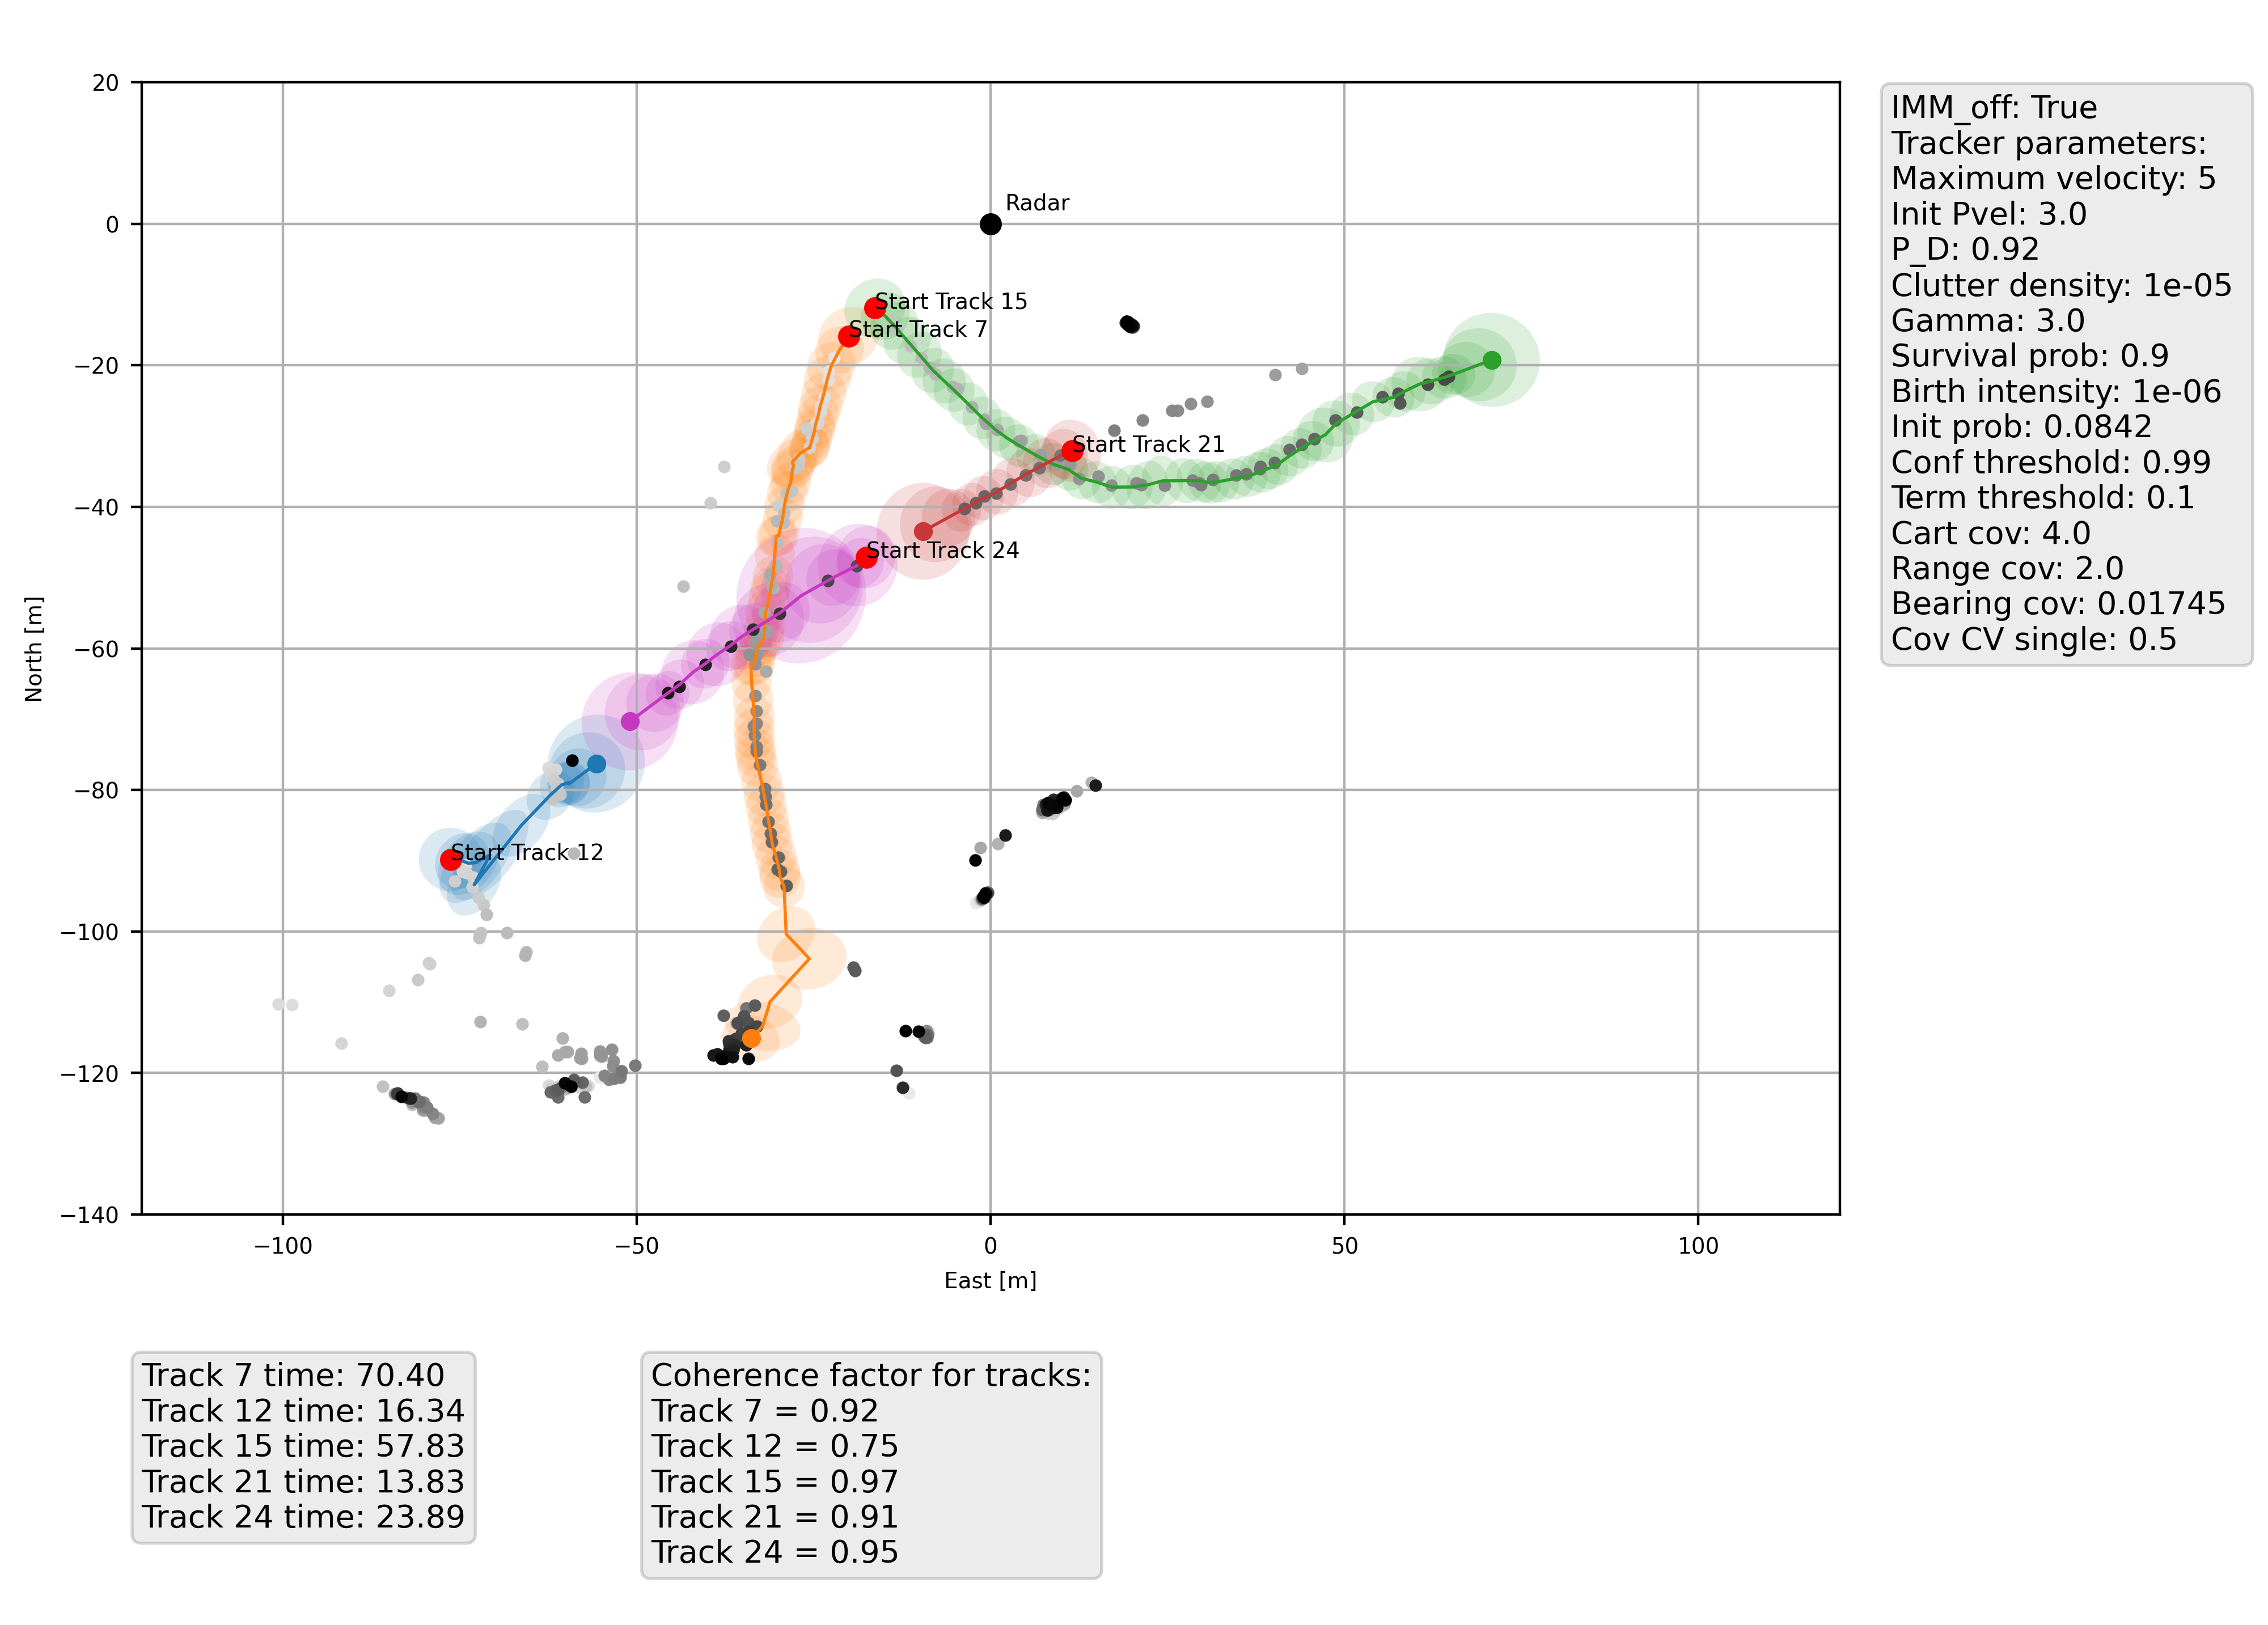 20
0
−20
−40
−60
−80
−100
−120
−140
North [m]
Radar
Start Track 15
Start Track 7
Start Track 21
Start Track 24
Start Track 12
−100
−50
0
50
100
East [m]
IMM_off: True
Tracker parameters:
Maximum velocity: 5
Init Pvel: 3.0
P_D: 0.92
Clutter density: 1e-05
Gamma: 3.0
Survival prob: 0.9
Birth intensity: 1e-06
Init prob: 0.0842
Conf threshold: 0.99
Term threshold: 0.1
Cart cov: 4.0
Range cov: 2.0
Bearing cov: 0.01745
Cov CV single: 0.5
Track 7 time: 70.40
Track 12 time: 16.34
Track 15 time: 57.83
Track 21 time: 13.83
Track 24 time: 23.89
Coherence factor for tracks:
Track 7 = 0.92
Track 12 = 0.75
Track 15 = 0.97
Track 21 = 0.91
Track 24 = 0.95